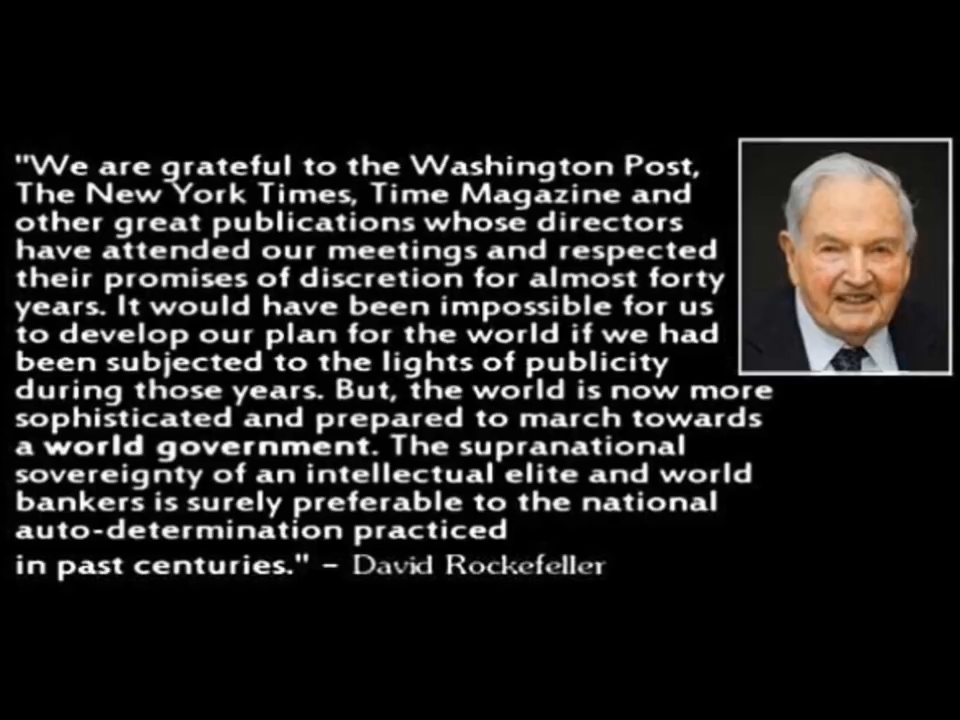 "We are grateful to the Washington Post,
The New York Times, Time Magazine and
other great publications whose directors
have attended our meetings and respected
their promises of discretion for almost forty
years. It would have been impossible for us
to develop our plan for the world if we had
been subjected to the lights of publicity
during those years. But, the world is now more
sophisticated and prepared to march towards
a world government. The supranational
sovereignty of an intellectual elite and world
bankers is surely preferable to the national
auto-determination practiced
in past centuries." – David Rockefeller